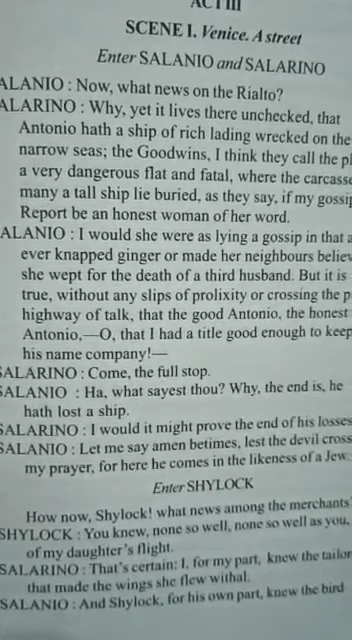 ACT III
SCENE I. Venice. A street
Enter SALANIO and SALARINO
ALANIO : Now, what news on the Rialto?
ALARINO : Why, yet it lives there unchecked, that
Antonio hath a ship of rich lading wrecked on the
narrow seas; the Goodwins, I think they call the pl
a very dangerous flat and fatal, where the carcasse
many a tall ship lie buried, as they say, if my gossip
Report be an honest woman of her word.
ALANIO : I would she were as lying a gossip in that a
ever knapped ginger or made her neighbours believ
she wept for the death of a third husband. But it is
true, without any slips of prolixity or crossing the p
highway of talk, that the good Antonio, the honest
Antonio,—O, that I had a title good enough to keep
his name company!—
SALARINO : Come, the full stop.
SALANIO : Ha, what sayest thou? Why, the end is, he
hath lost a ship.
SALARINO : I would it might prove the end of his losses
SALANIO : Let me say amen betimes, lest the devil cross
my prayer, for here he comes in the likeness of a Jew.
Enter SHYLOCK
How now, Shylock! what news among the merchants?
SHYLOCK : You knew, none so well, none so well as you,
of my daughter's flight.
SALARINO : That's certain: I, for my part, knew the tailor
that made the wings she flew withal.
SALANIO : And Shylock, for his own part, knew the bird